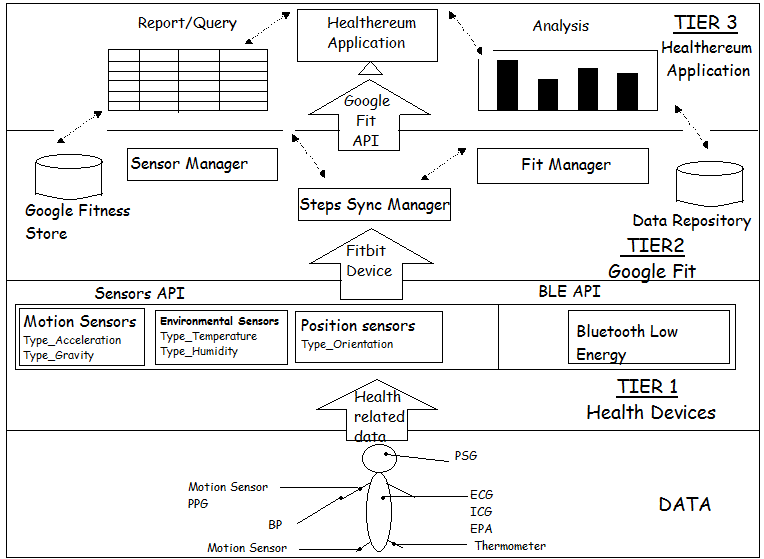 Report/Query
Healthereum
Application
Analysis
TIER 3
Healthereum
Application
Google
Fit
API
Sensor Manager
Fit Manager
Steps Sync Manager
Google Fitness
Store
Data Repository
TIER2
Google Fit
Fitbit
Device
Sensors API
BLE API
Motion Sensors
Type_Acceleration
Type_Gravity
Environmental Sensors
Type_Temperature
Type_Humidity
Position sensors
Type_Orientation
Bluetooth Low
Energy
TIER 1
Health Devices
Health
related
data
PSG
Motion Sensor
PPG
BP
Motion Sensor
ECG
ICG
EPA
Thermometer
DATA